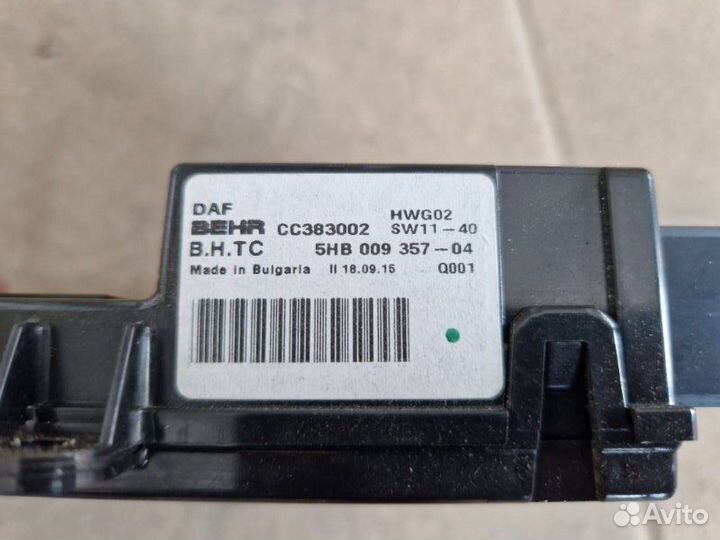 DAF
HWG02
BEHR CC383002 SW11-40
B.H.TC 5HB 009 357-04
Made in Bulgaria II 18.09.15 Q001
Avito